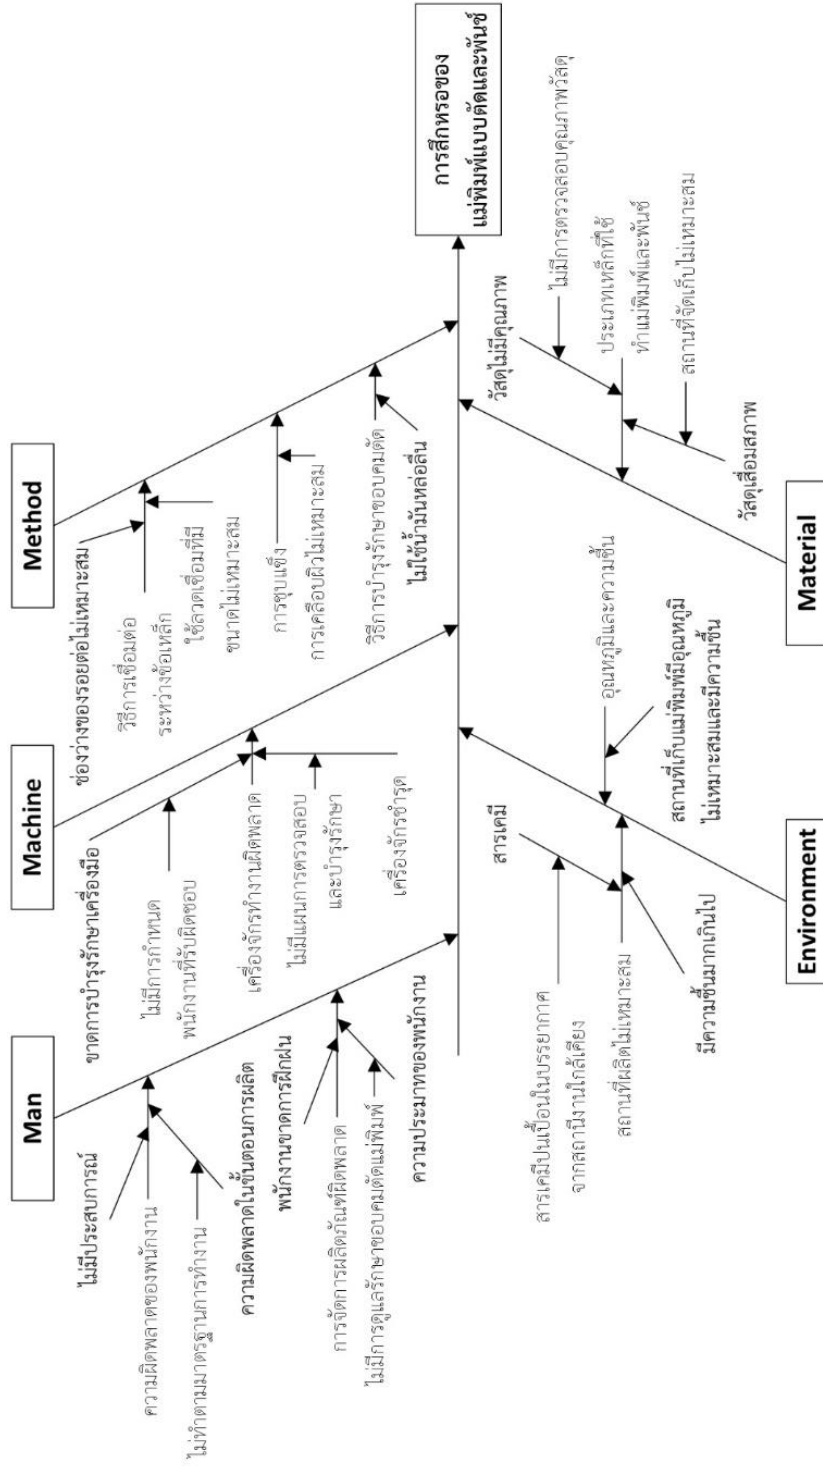 Man
Machine
Method
ไม่มีประสบการณ์
ความผิดพลาดของพนักงาน
ไม่ทำตามมาตรฐานการทำงาน
ความผิดพลาดในขั้นตอนการผลิต
พนักงานขาดการฝึกฝน
การจัดการผลิตภัณฑ์ผิดพลาด
ไม่มีการดูแลรักษาขอบคมตัดแม่พิมพ์
ความประมาทของพนักงาน
ขาดการบำรุงรักษาเครื่องมือ
ไม่มีการกำหนด
พนักงานที่รับผิดชอบ
เครื่องจักรทำงานผิดพลาด
ไม่มีแผนการตรวจสอบ
และบำรุงรักษา
เครื่องจักรชำรุด
ช่องว่างของรอยต่อไม่เหมาะสม
วิธีการเชื่อมต่อ
ระหว่างข้อเหล็ก
ใช้ลวดเชื่อมที่มี
ขนาดไม่เหมาะสม
การชุบแข็ง
การเคลือบผิวไม่เหมาะสม
วิธีการบำรุงรักษาขอบคมตัด
ไม่ใช้น้ำมันหล่อลื่น
การสึกหรอของ
แม่พิมพ์แบบตัดและพันช์
สารเคมี
สารเคมีปนเปื้อนในบรรยากาศ
จากสถานีงานใกล้เคียง
สถานที่ผลิตไม่เหมาะสม
มีความชื้นมากเกินไป
อุณหภูมิและความชื้น
สถานที่เก็บแม่พิมพ์มีอุณหภูมิ
ไม่เหมาะสมและมีความชื้น
วัสดุไม่มีคุณภาพ
ไม่มีการตรวจสอบคุณภาพวัสดุ
ประเภทเหล็กที่ใช้
ทำแม่พิมพ์และพันช์
สถานที่จัดเก็บไม่เหมาะสม
วัสดุเสื่อมสภาพ
Environment
Material